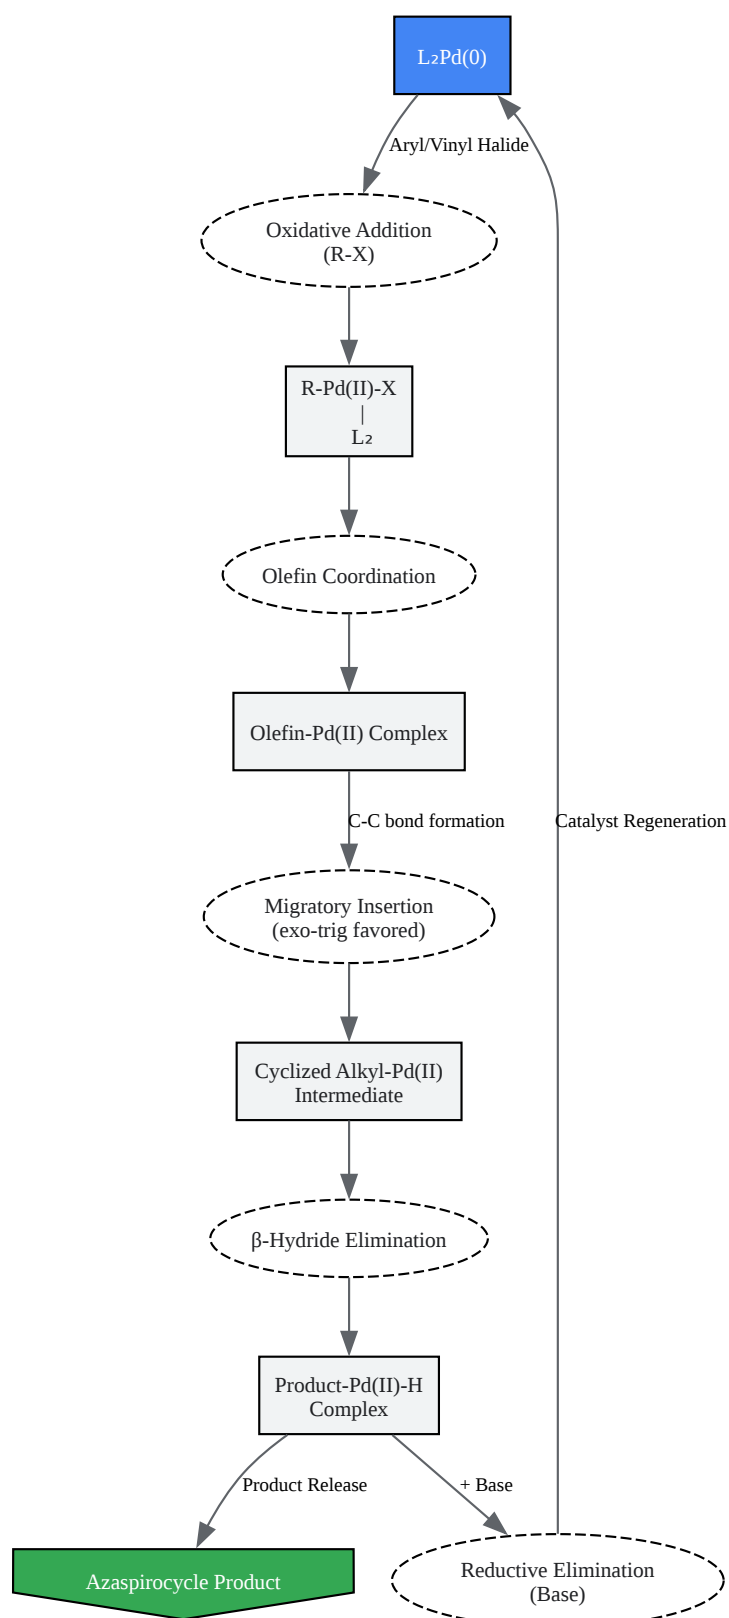 L₂Pd(0)
Aryl/Vinyl Halide
Oxidative Addition
(R-X)
R-Pd(II)-X
|
L₂
Olefin Coordination
Olefin-Pd(II) Complex
C-C bond formation
Catalyst Regeneration
Migratory Insertion
(exo-trig favored)
Cyclized Alkyl-Pd(II)
Intermediate
β-Hydride Elimination
Product-Pd(II)-H
Complex
Product Release
+ Base
Azaspirocycle Product
Reductive Elimination
(Base)